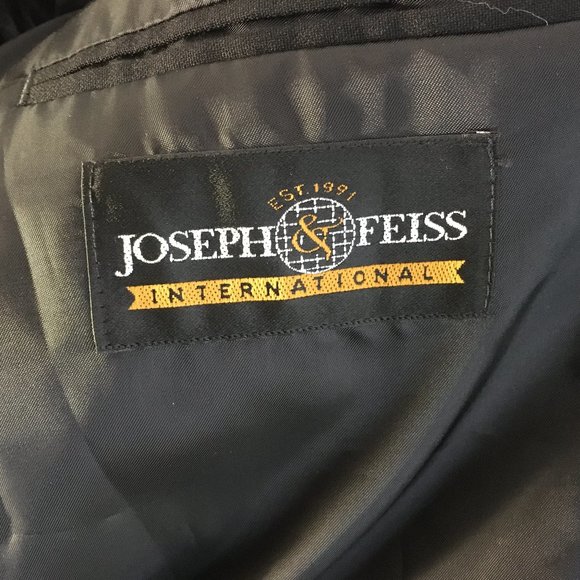 EST. 1991
JOSEPH & FEISS
INTERNATIONAL